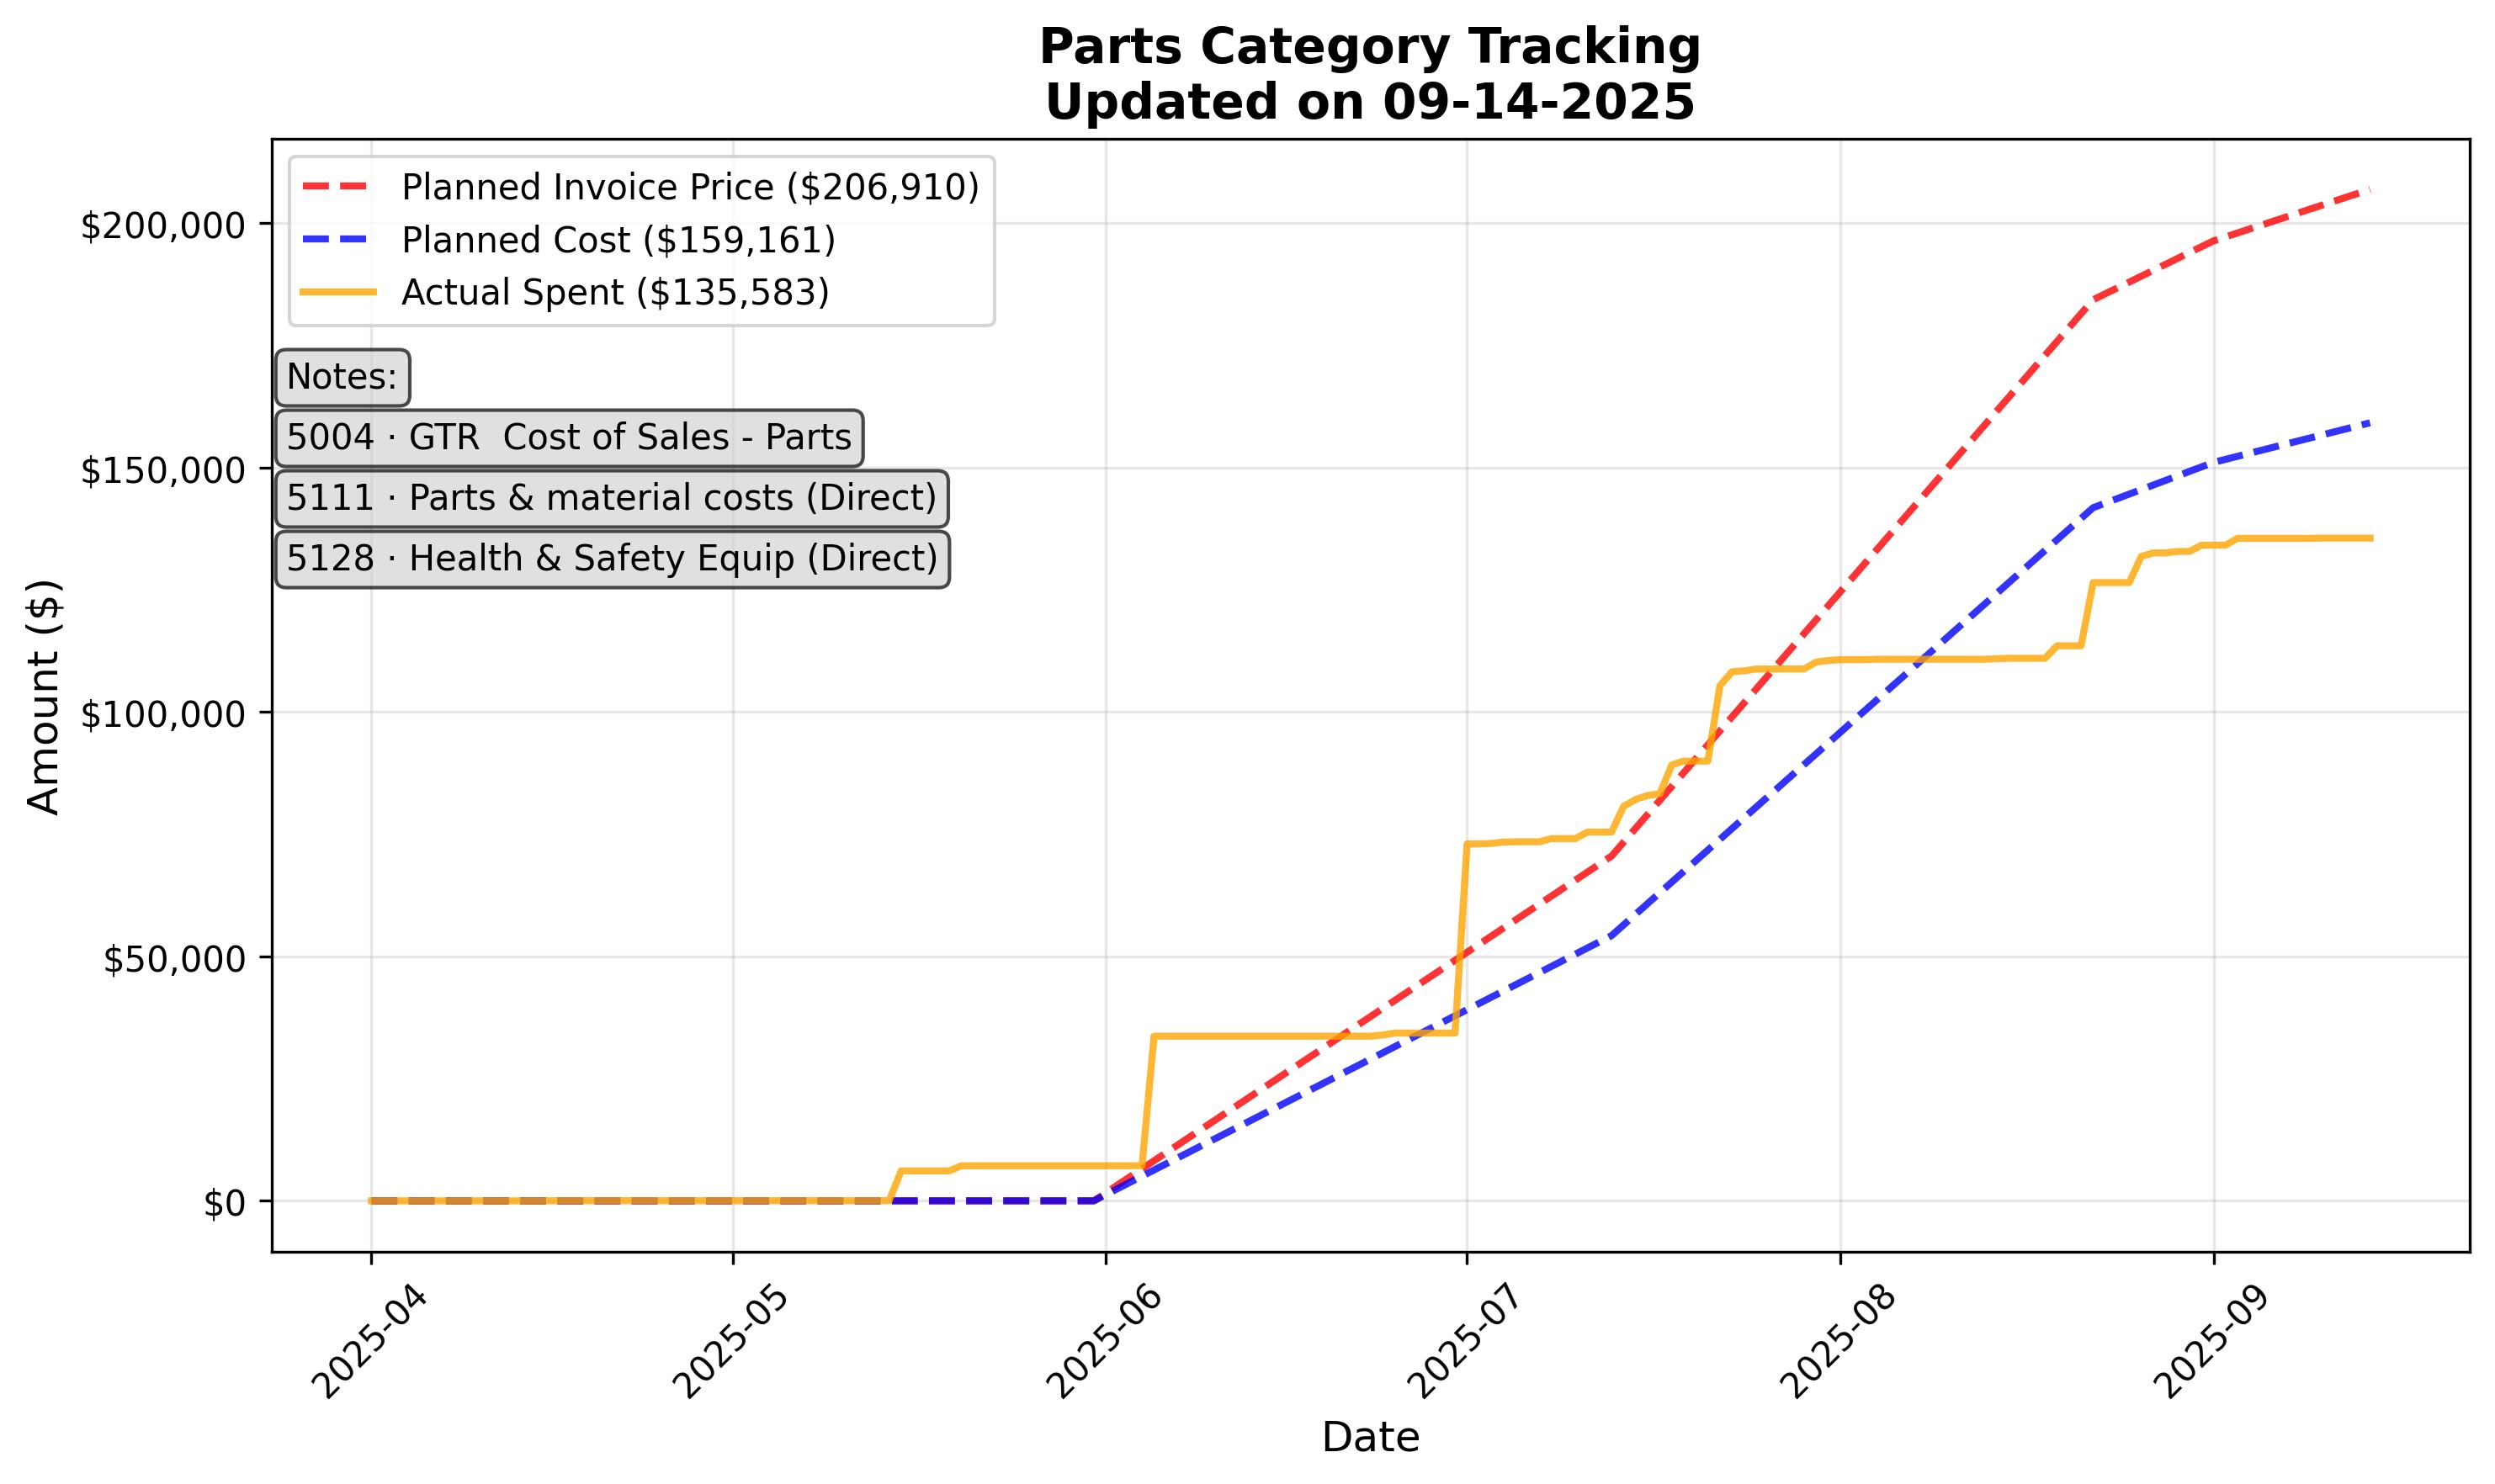 Parts Category Tracking
Updated on 09-14-2025
Planned Invoice Price ($206,910)
Planned Cost ($159,161)
Actual Spent ($135,583)
Notes:
5004 · GTR  Cost of Sales - Parts
5111 · Parts & material costs (Direct)
5128 · Health & Safety Equip (Direct)
Amount ($)
$200,000
$150,000
$100,000
$50,000
$0
2025-04
2025-05
2025-06
2025-07
2025-08
2025-09
Date